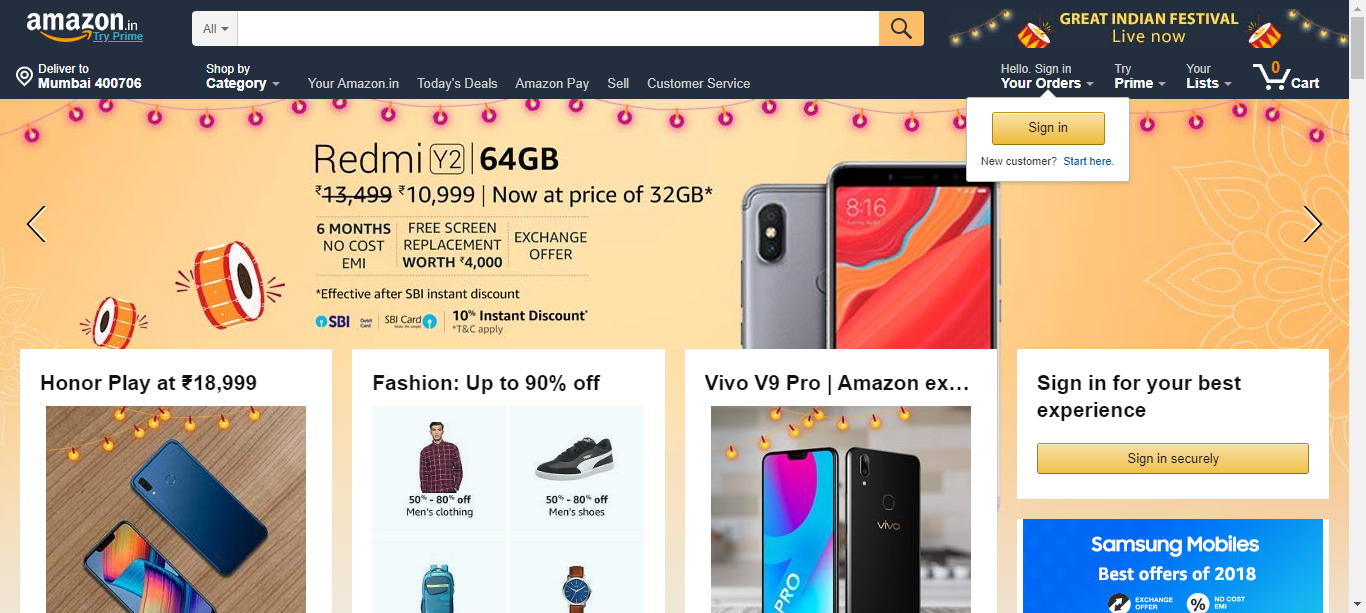 amazon.in
Try Prime
All
GREAT INDIAN FESTIVAL
Live now
Deliver to
Mumbai 400706
Shop by
Category
Your Amazon.in
Today's Deals
Amazon Pay
Sell
Customer Service
Hello. Sign in
Your Orders
Try
Prime
Your
Lists
0
Cart
Sign in
New customer? Start here.
Redmi Y2 | 64GB
₹13,499 ₹10,999 | Now at price of 32GB*
6 MONTHS
NO COST
EMI
FREE SCREEN
REPLACEMENT
WORTH ₹4,000
EXCHANGE
OFFER
*Effective after SBI instant discount
SBI
Debit
Card
SBI Card
10% Instant Discount*
*T&C apply
8:16
Honor Play at ₹18,999
Fashion: Up to 90% off
50% - 80% off
Men's clothing
50% - 80% off
Men's shoes
Vivo V9 Pro | Amazon ex…
vivo
PRO
Sign in for your best
experience
Sign in securely
Samsung Mobiles
Best offers of 2018
EXCHANGE
OFFER
%
NO COST
EMI